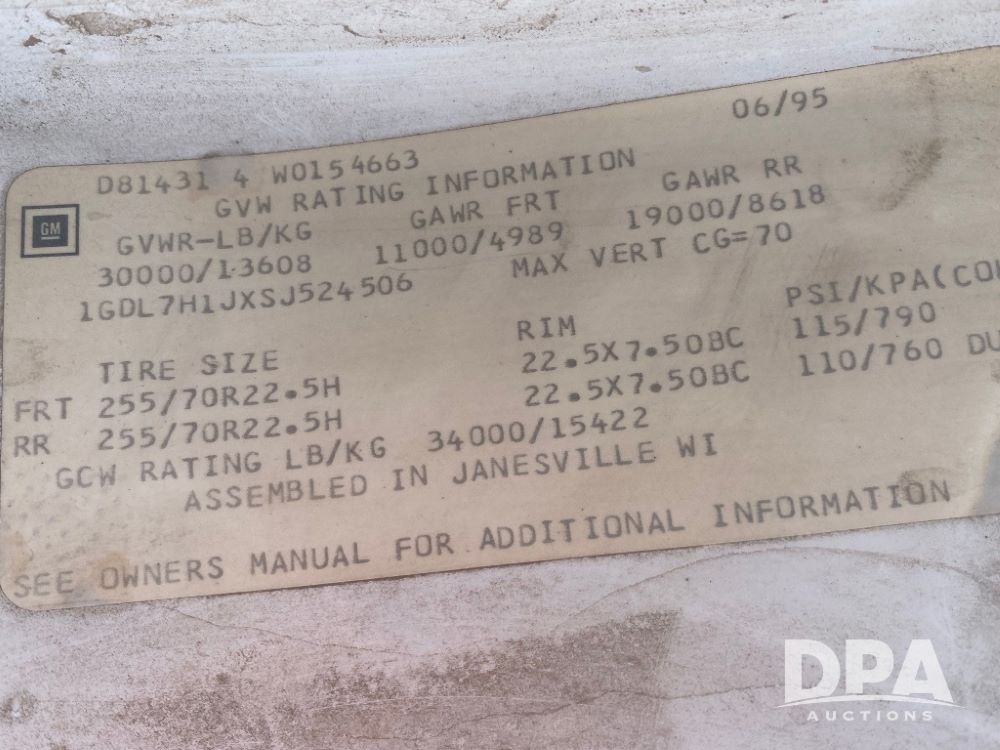 06/95
D81431 4 W0154663
GVW RATING INFORMATION
GM
GVWR-LB/KG GAWR FRT GAWR RR
30000/13608 11000/4989 19000/8618
1GDL7H1JXSJ524506 MAX VERT CG=70
TIRE SIZE RIM PSI/KPA(COL
FRT 255/70R22.5H 22.5X7.50BC 115/790
RR 255/70R22.5H 22.5X7.50BC 110/760 DU
GCW RATING LB/KG 34000/15422
ASSEMBLED IN JANESVILLE WI
SEE OWNERS MANUAL FOR ADDITIONAL INFORMATION
DPA
AUCTIONS